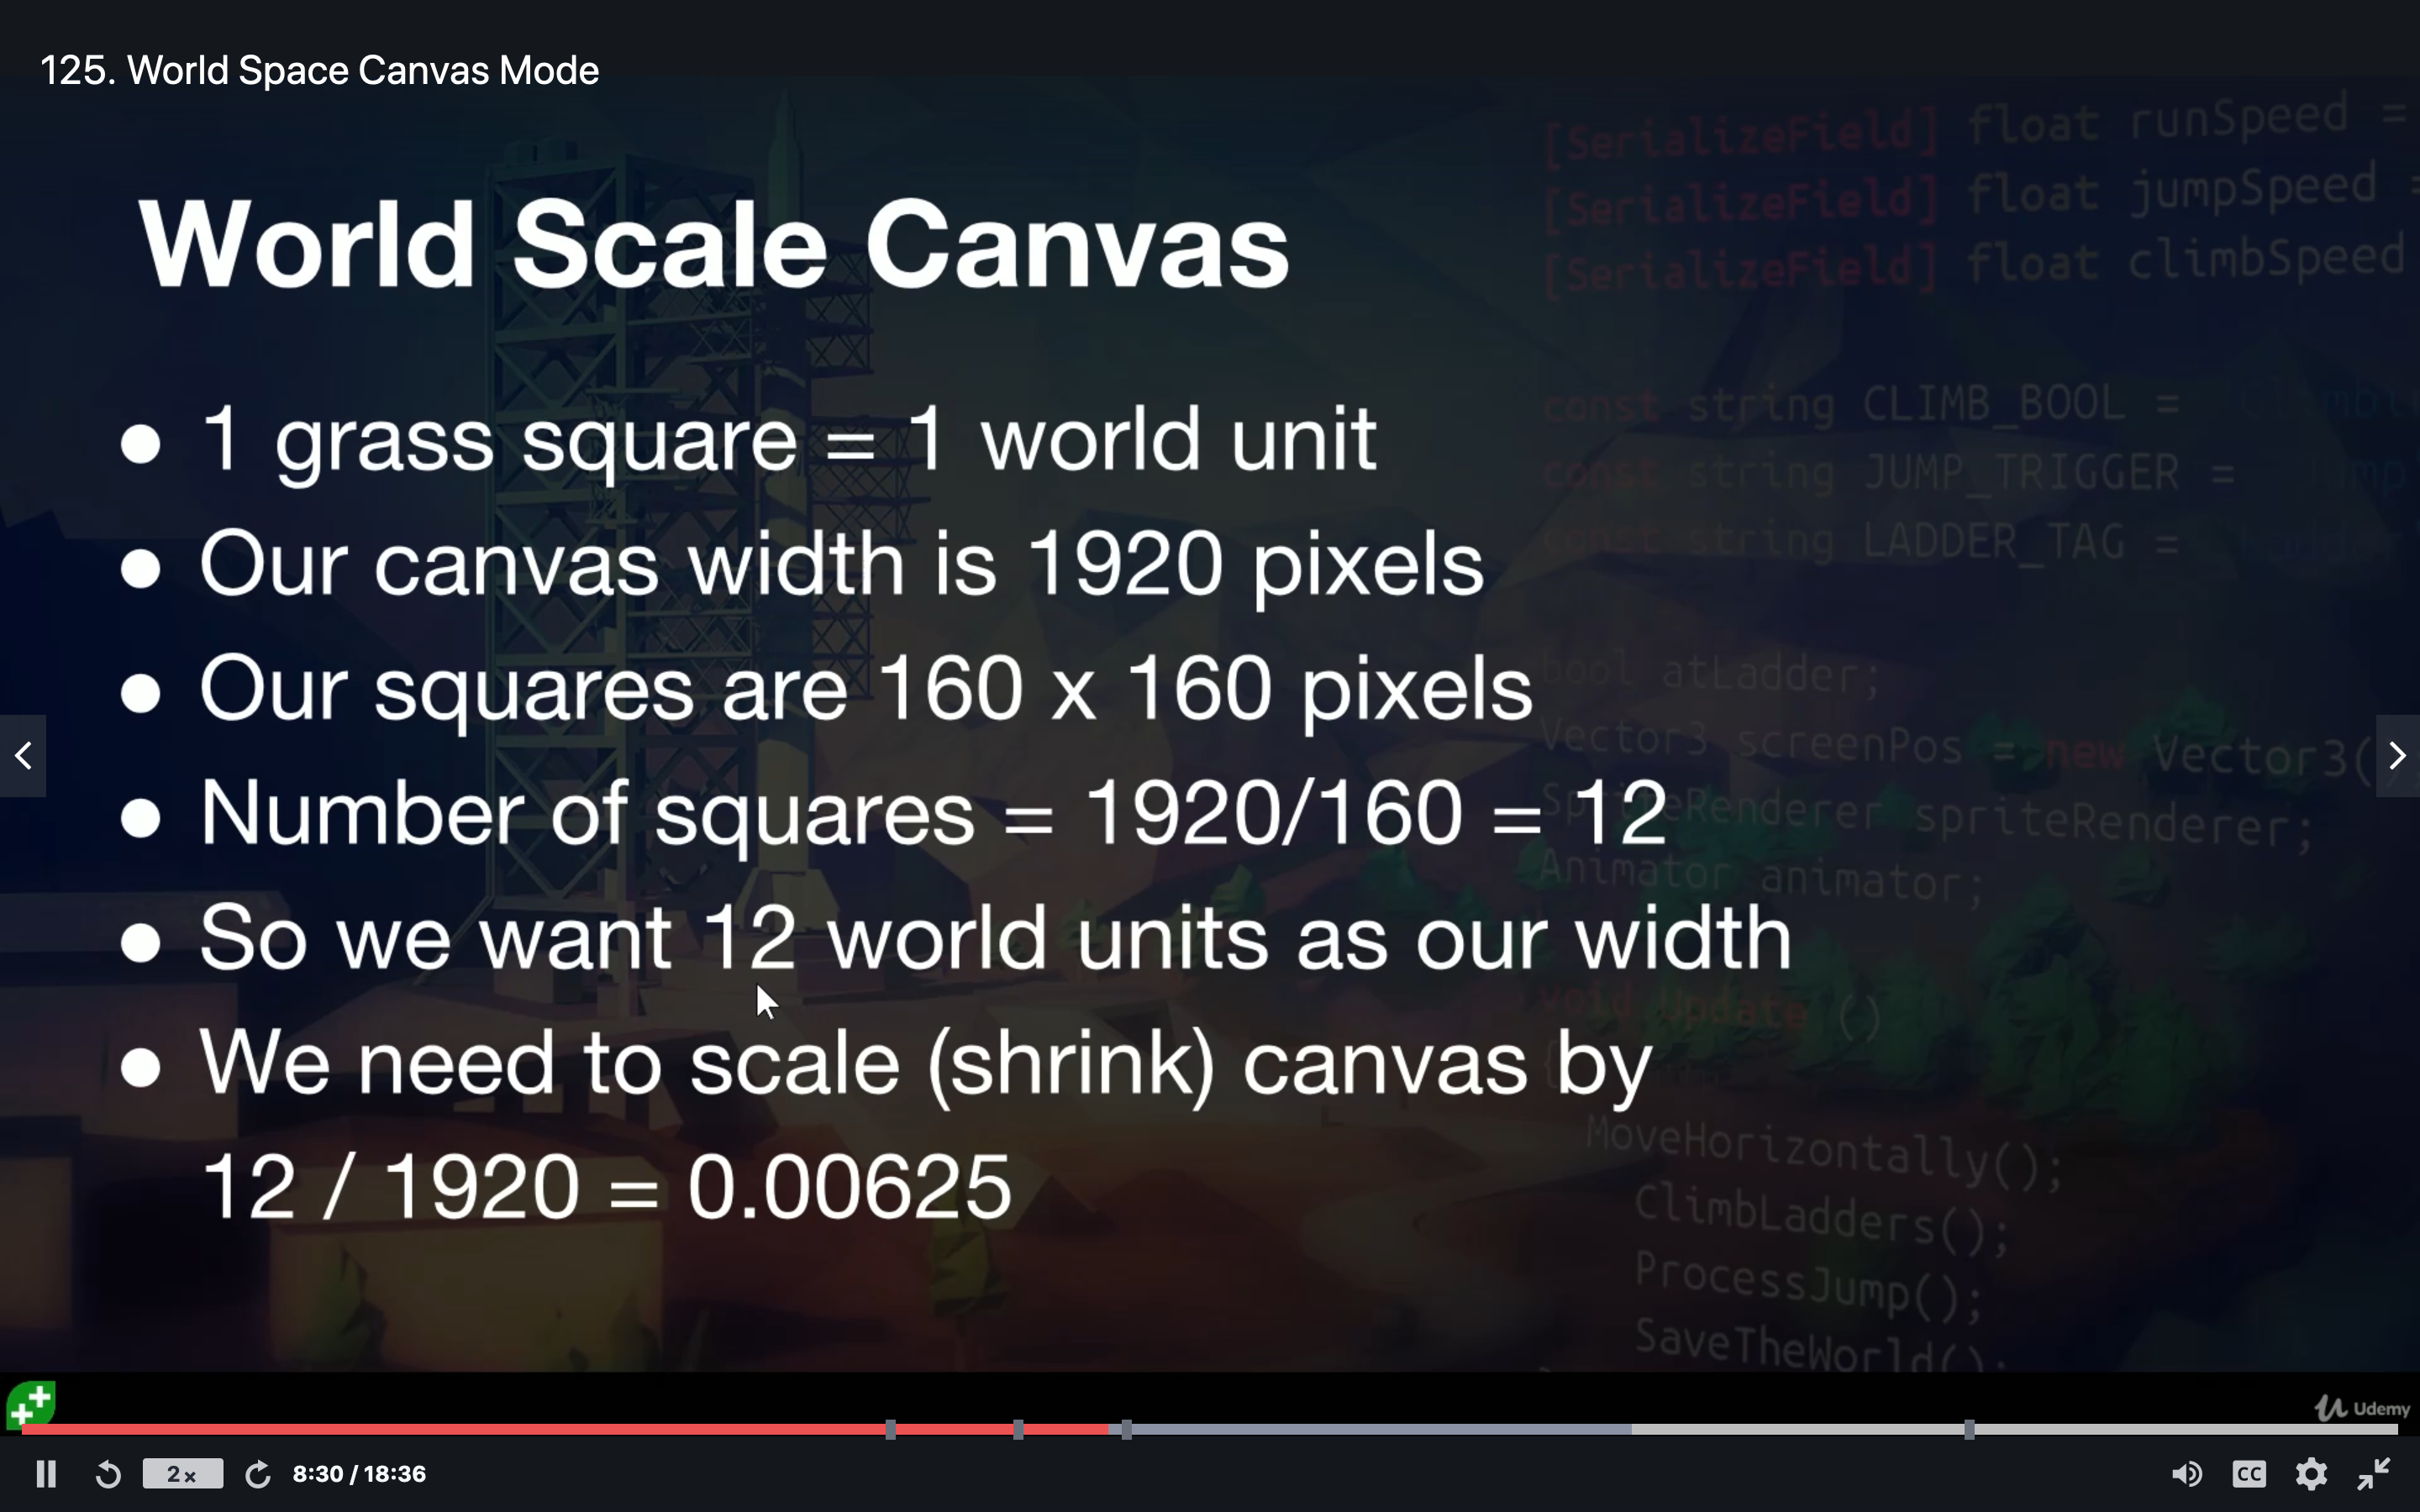 125. World Space Canvas Mode
[SerializeField] float runSpeed =
[SerializeField] float jumpSpeed =
[SerializeField] float climbSpeed
World Scale Canvas
const string CLIMB_BOOL =
const string JUMP_TRIGGER =
const string LADDER_TAG =
● 1 grass square = 1 world unit
● Our canvas width is 1920 pixels
● Our squares are 160 x 160 pixels
● Number of squares = 1920/160 = 12
● So we want 12 world units as our width
● We need to scale (shrink) canvas by
12 / 1920 = 0.00625
bool atLadder;
Vector3 screenPos = new Vector3(
SpriteRenderer spriteRenderer;
Animator animator;
void Update ()
{
MoveHorizontally();
ClimbLadders();
ProcessJump();
SaveTheWorld();
Udemy
2x
8:30 / 18:36
CC